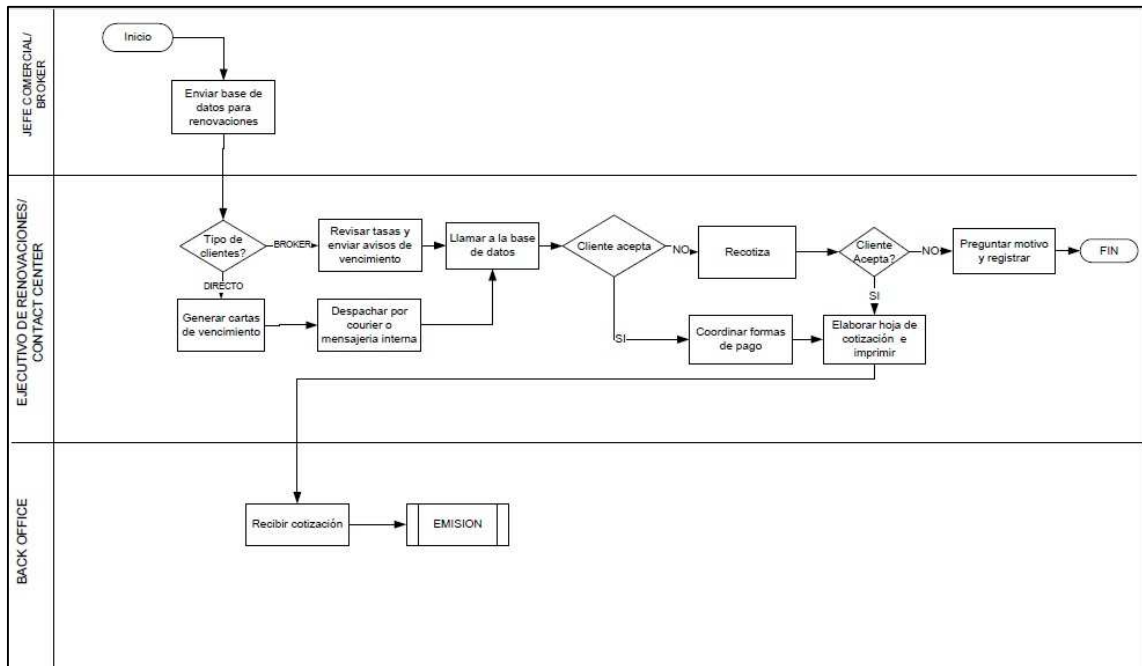 JEFE COMERCIAL/
BROKER
Inicio
Enviar base de
datos para
renovaciones
EJECUTIVO DE RENOVACIONES/
CONTACT CENTER
Tipo de
clientes?
BROKER
Revisar tasas y
enviar avisos de
vencimiento
Llamar a la base
de datos
Cliente acepta
NO
Recotiza
Cliente
Acepta?
NO
Preguntar motivo
y registrar
FIN
DIRECTO
SI
Generar cartas
de vencimiento
Despachar por
courier o
mensajeria interna
SI
Coordinar formas
de pago
Elaborar hoja de
cotización e
imprimir
BACK OFFICE
Recibir cotización
EMISION